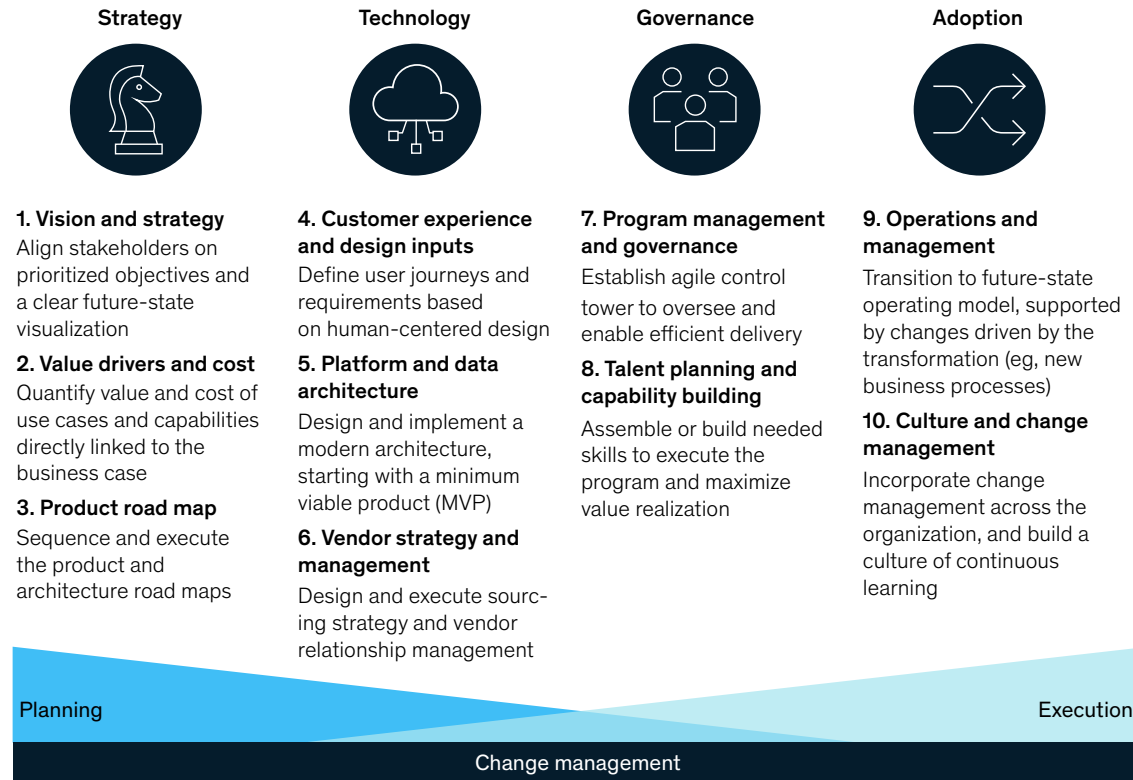 Strategy
Technology
Governance
Adoption
1. Vision and strategy
Align stakeholders on
prioritized objectives and
a clear future-state
visualization
2. Value drivers and cost
Quantify value and cost of
use cases and capabilities
directly linked to the
business case
3. Product road map
Sequence and execute
the product and
architecture road maps
4. Customer experience
and design inputs
Define user journeys and
requirements based
on human-centered design
5. Platform and data
architecture
Design and implement a
modern architecture,
starting with a minimum
viable product (MVP)
6. Vendor strategy and
management
Design and execute sourc-
ing strategy and vendor
relationship management
7. Program management
and governance
Establish agile control
tower to oversee and
enable efficient delivery
8. Talent planning and
capability building
Assemble or build needed
skills to execute the
program and maximize
value realization
9. Operations and
management
Transition to future-state
operating model, supported
by changes driven by the
transformation (eg, new
business processes)
10. Culture and change
management
Incorporate change
management across the
organization, and build a
culture of continuous
learning
Planning
Execution
Change management